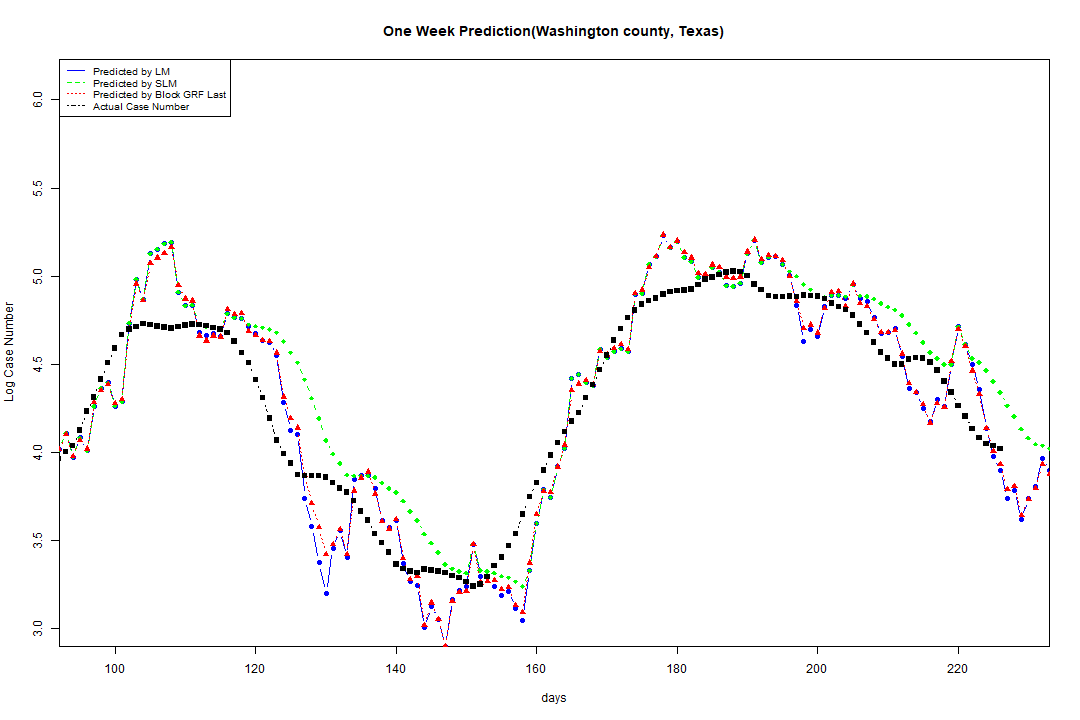 One Week Prediction(Washington county, Texas)
Predicted by LM
Predicted by SLM
Predicted by Block GRF Last
Actual Case Number
6.0
5.5
5.0
4.5
4.0
3.5
3.0
Log Case Number
100 120 140 160 180 200 220
days